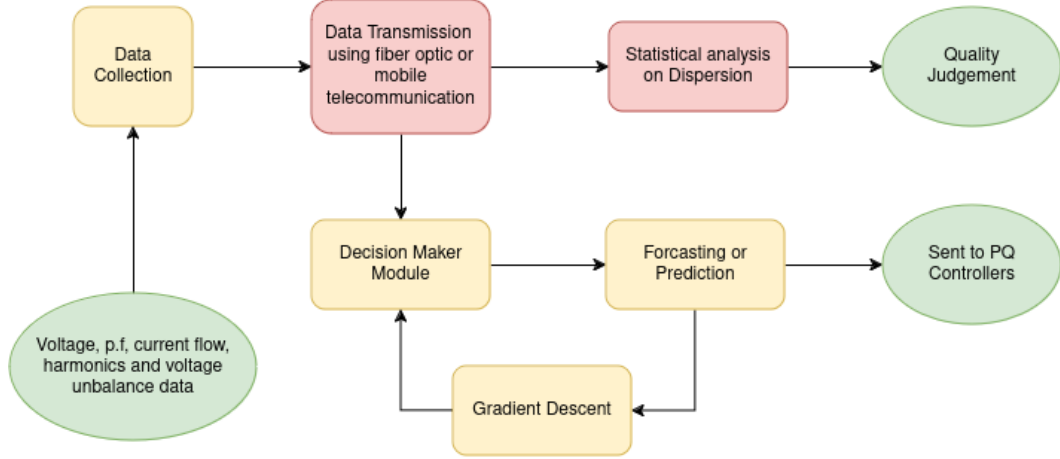 Data
Collection
Data Transmission
using fiber optic or
mobile
telecommunication
Statistical analysis
on Dispersion
Quality
Judgement
Decision Maker
Module
Forcasting or
Prediction
Sent to PQ
Controllers
Voltage, p.f, current flow,
harmonics and voltage
unbalance data
Gradient Descent